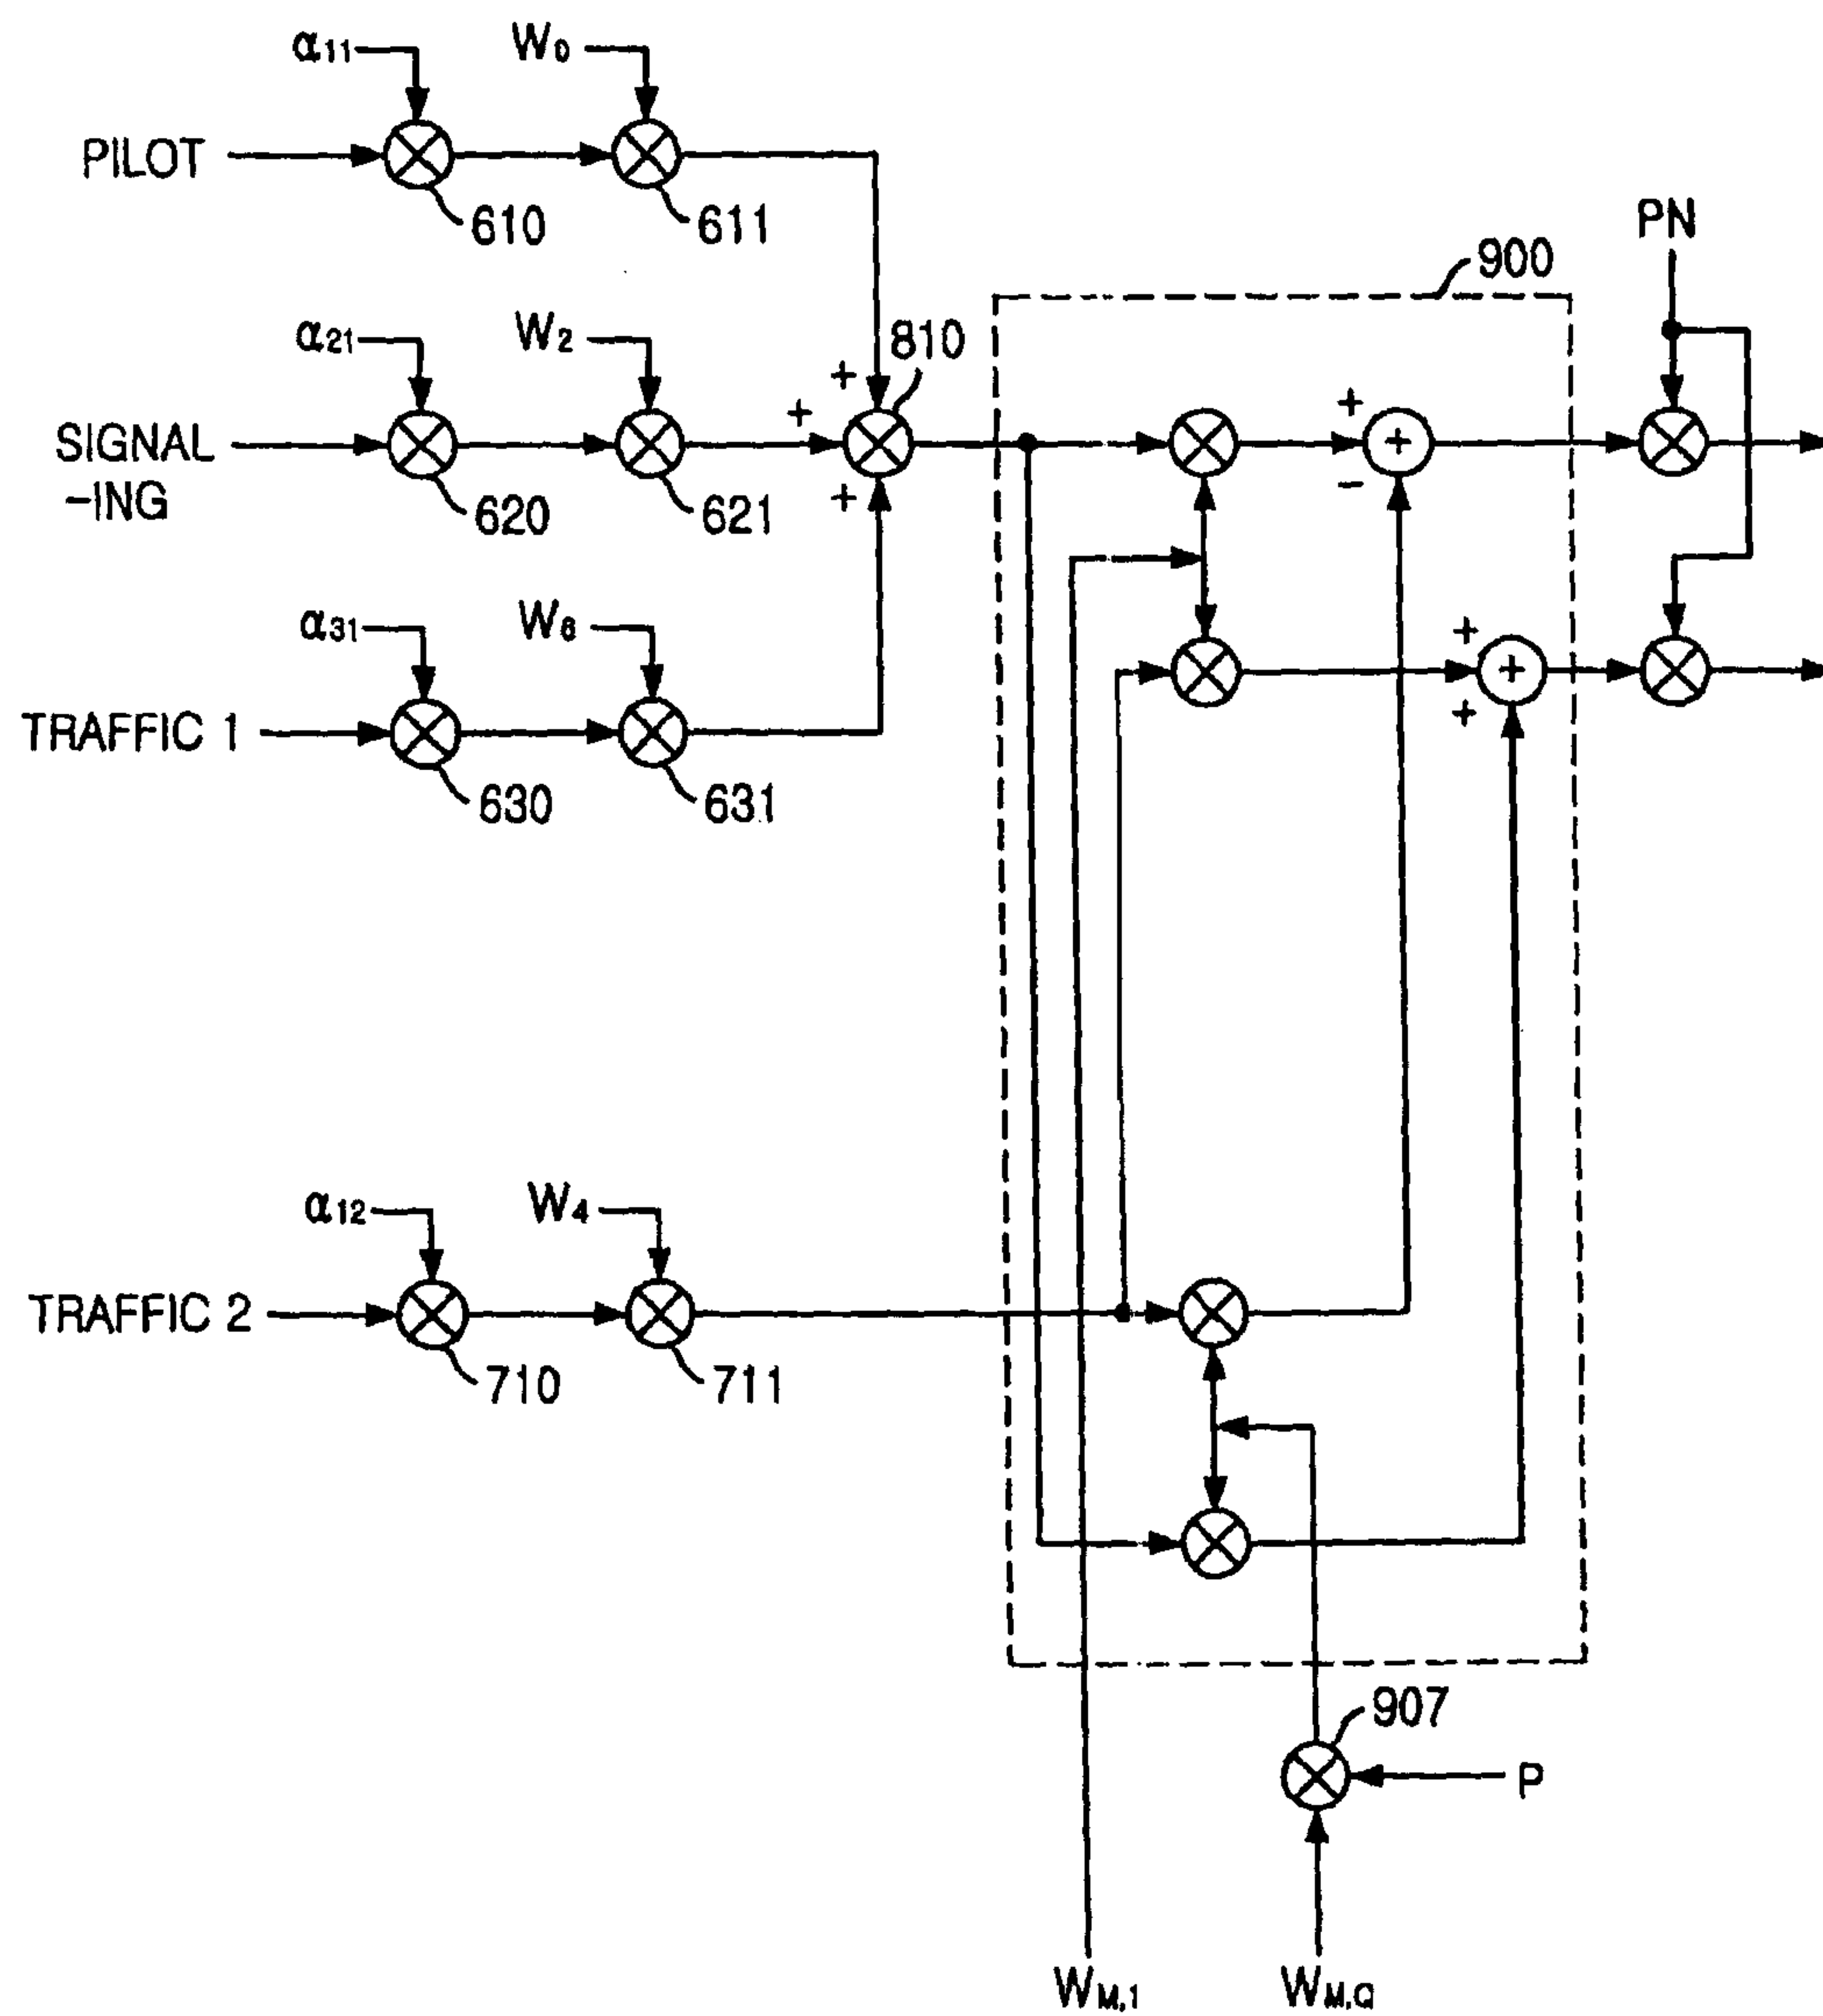 α11
W0
PILOT
610
611
PN
900
α21
W2
810
+
+
SIGNAL
-ING
620
621
+
+
+
-
α31
W6
TRAFFIC 1
630
631
+
+
+
α12
W4
TRAFFIC 2
710
711
907
P
WM,1
WM,Q